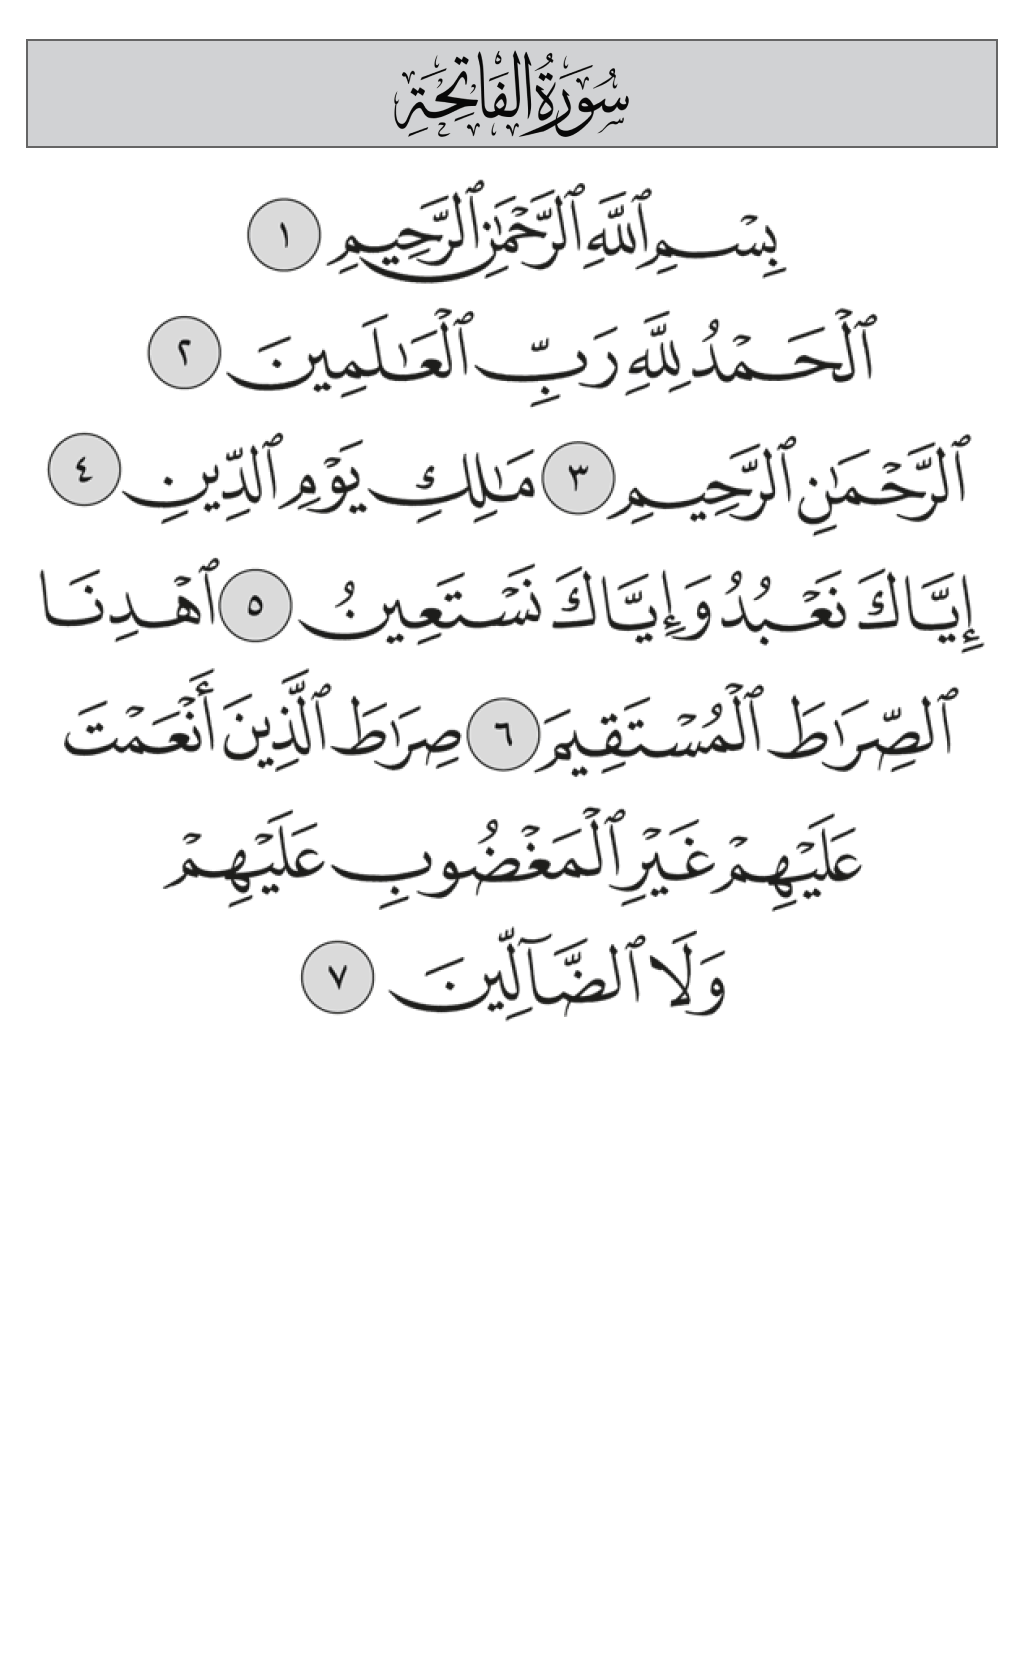 سُورَةُ الفَاتِحَةِ
بِسْمِ ٱللَّهِ ٱلرَّحْمَٰنِ ٱلرَّحِيمِ ١
ٱلْحَمْدُ لِلَّهِ رَبِّ ٱلْعَٰلَمِينَ ٢
ٱلرَّحْمَٰنِ ٱلرَّحِيمِ ٣ مَٰلِكِ يَوْمِ ٱلدِّينِ ٤
إِيَّاكَ نَعْبُدُ وَإِيَّاكَ نَسْتَعِينُ ٥ ٱهْدِنَا
ٱلصِّرَٰطَ ٱلْمُسْتَقِيمَ ٦ صِرَٰطَ ٱلَّذِينَ أَنْعَمْتَ
عَلَيْهِمْ غَيْرِ ٱلْمَغْضُوبِ عَلَيْهِمْ
وَلَا ٱلضَّآلِّينَ ٧